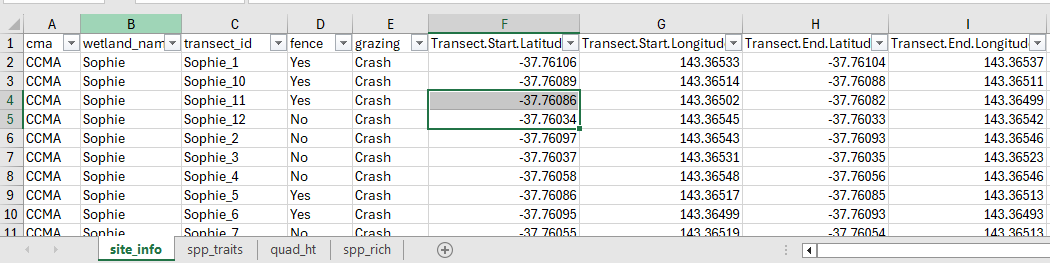 A B C D E F G H I
1 cma wetland_nam transect_id fence grazing Transect.Start.Latitud Transect.Start.Longitud Transect.End.Latitud Transect.End.Longitud
2 CCMA Sophie Sophie_1 Yes Crash -37.76106 143.36533 -37.76104 143.36537
3 CCMA Sophie Sophie_10 Yes Crash -37.76089 143.36514 -37.76088 143.36511
4 CCMA Sophie Sophie_11 Yes Crash -37.76086 143.36502 -37.76082 143.36499
5 CCMA Sophie Sophie_12 No Crash -37.76034 143.36545 -37.76033 143.36542
6 CCMA Sophie Sophie_2 No Crash -37.76097 143.36543 -37.76093 143.36546
7 CCMA Sophie Sophie_3 No Crash -37.76037 143.36531 -37.76035 143.36523
8 CCMA Sophie Sophie_4 No Crash -37.76058 143.36548 -37.76056 143.36546
9 CCMA Sophie Sophie_5 Yes Crash -37.76086 143.36517 -37.76085 143.36513
10 CCMA Sophie Sophie_6 Yes Crash -37.76095 143.36499 -37.76093 143.36493
11 CCMA Sophie Sophie_7 No Crash -37.76055 143.36519 -37.76054 143.36513
site_info spp_traits quad_ht spp_rich